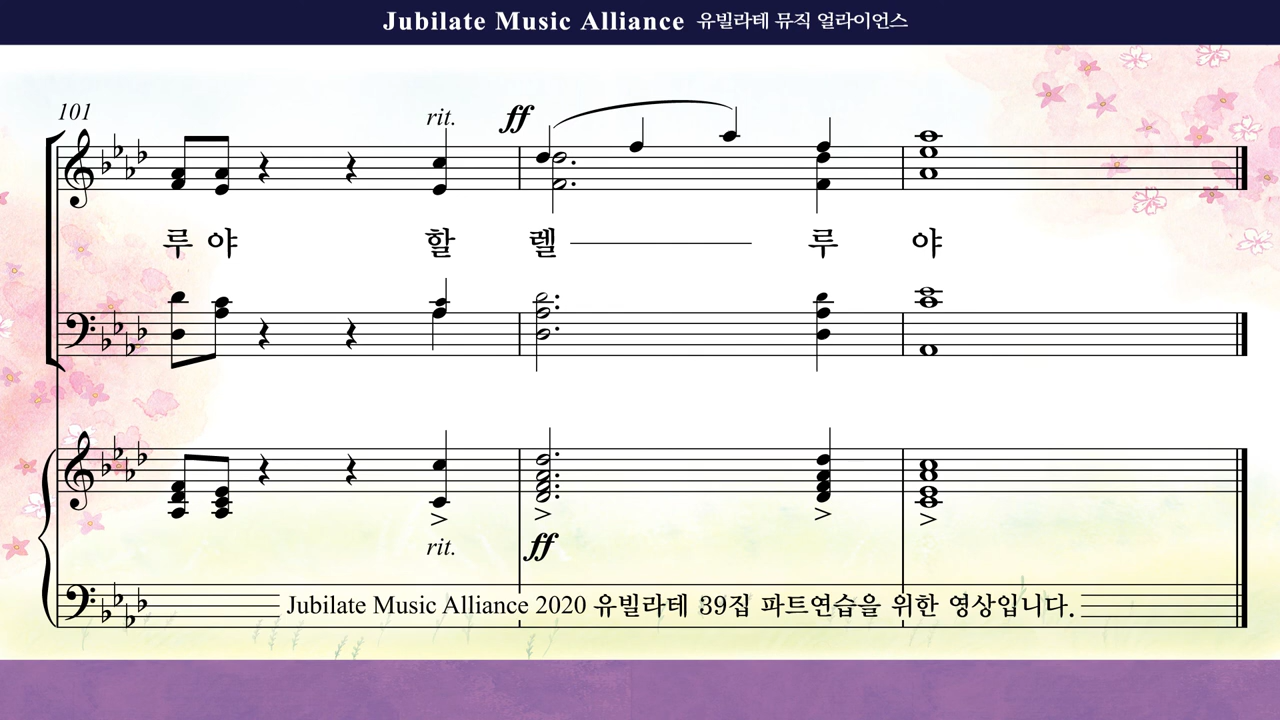 Jubilate Music Alliance 유빌라테 뮤직 얼라이언스
101
rit.
ff
루 야 할 렐 루 야
rit.
ff
Jubilate Music Alliance 2020 유빌라테 39집 파트연습을 위한 영상입니다.